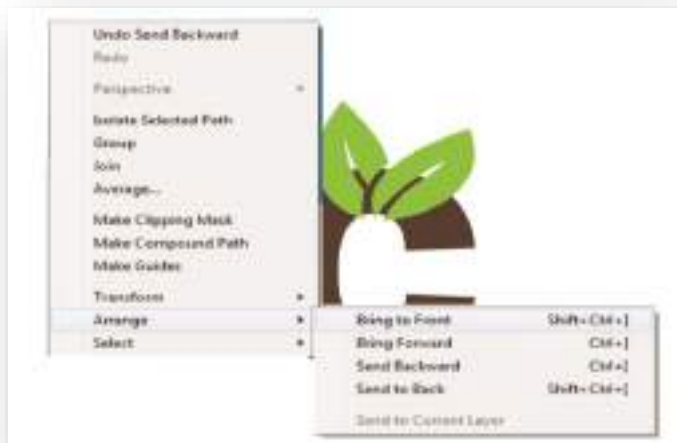 Undo Send Backward
Redo
Perspective
Isolate Selected Path
Group
Join
Average...
Make Clipping Mask
Make Compound Path
Make Guides
Transform
Arrange
Select
Bring to Front Shift+Ctrl+]
Bring Forward Ctrl+]
Send Backward Ctrl+[
Send to Back Shift+Ctrl+[
Send to Current Layer